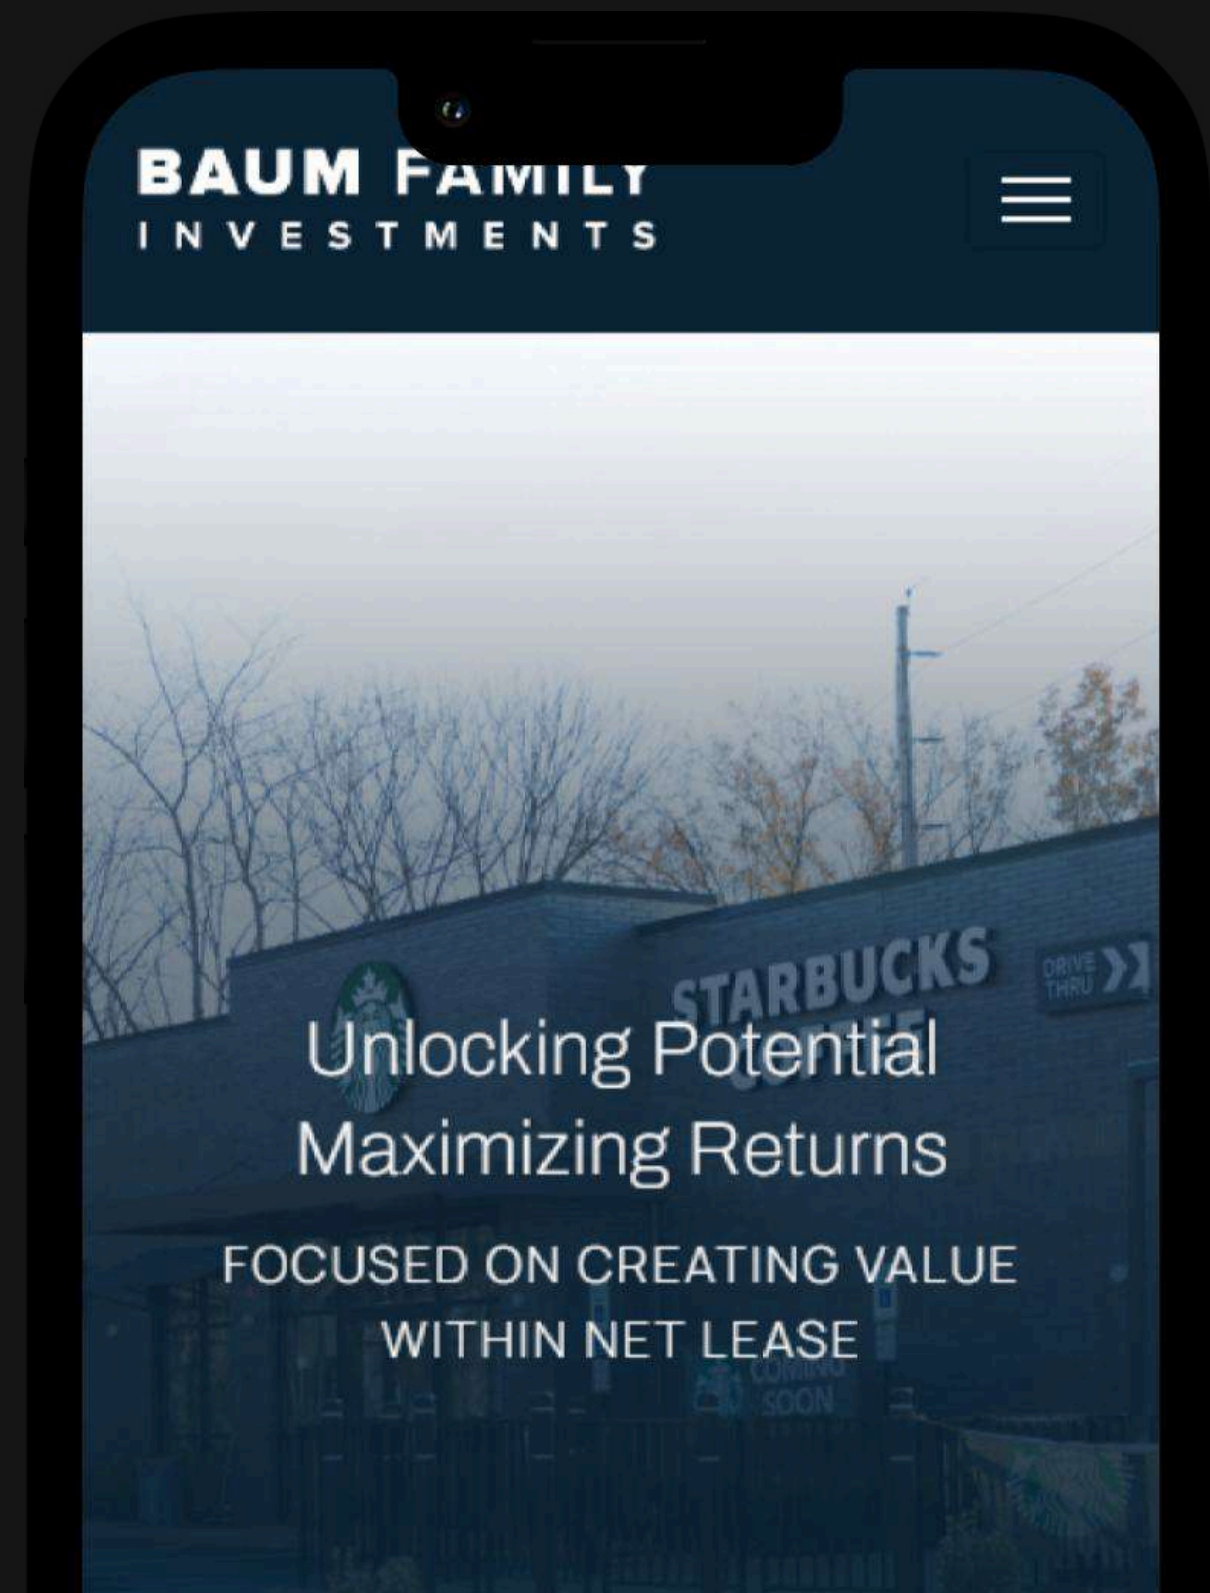 BAUM FAMILY
INVESTMENTS
STARBUCKS
COFFEE
DRIVE
THRU
Unlocking Potential
Maximizing Returns
FOCUSED ON CREATING VALUE
WITHIN NET LEASE
COMING
SOON